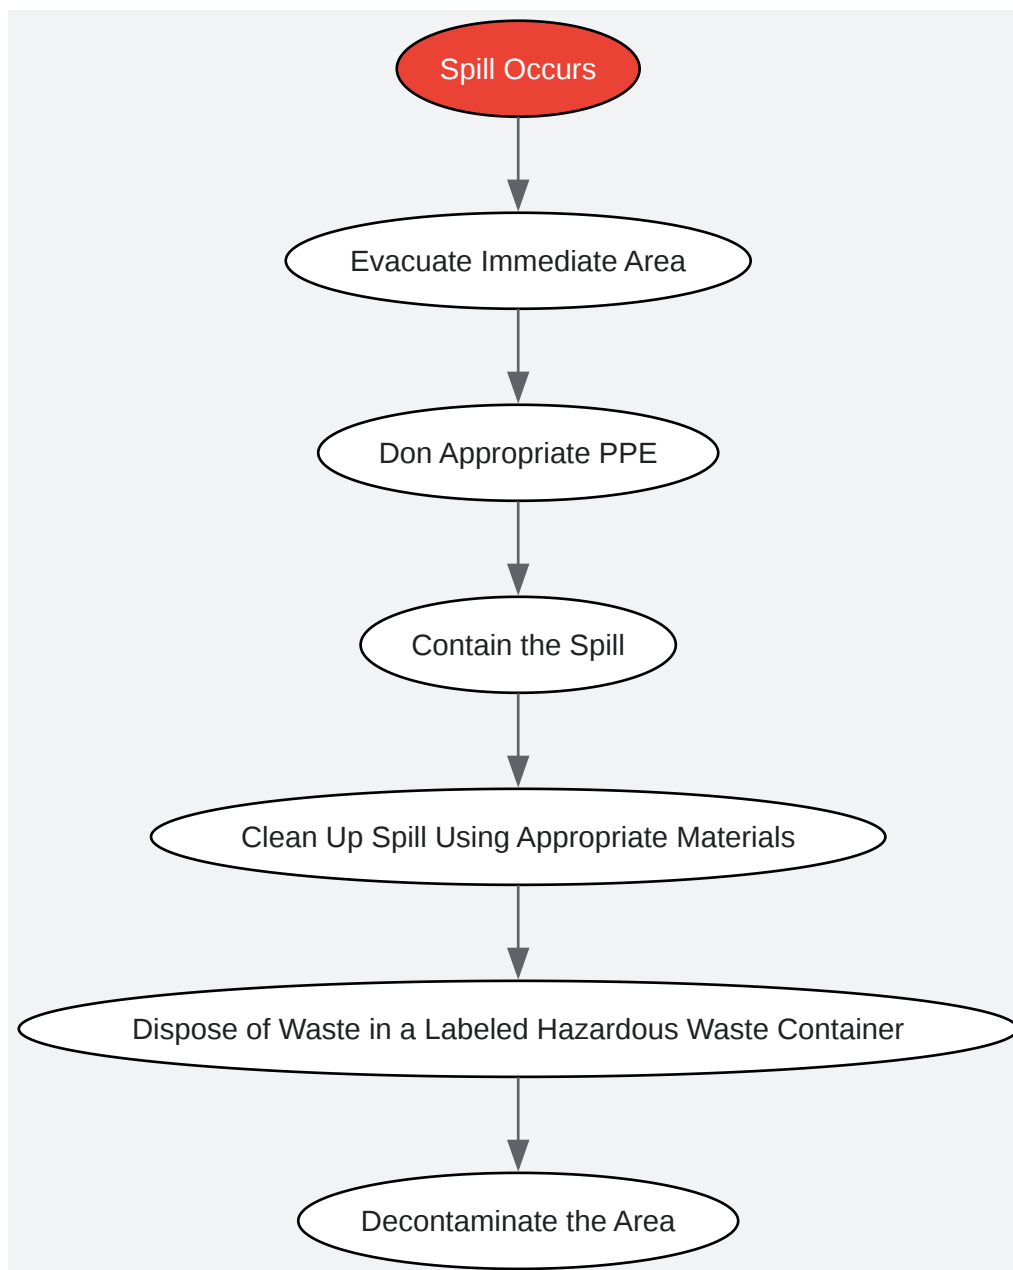 Spill Occurs
Evacuate Immediate Area
Don Appropriate PPE
Contain the Spill
Clean Up Spill Using Appropriate Materials
Dispose of Waste in a Labeled Hazardous Waste Container
Decontaminate the Area